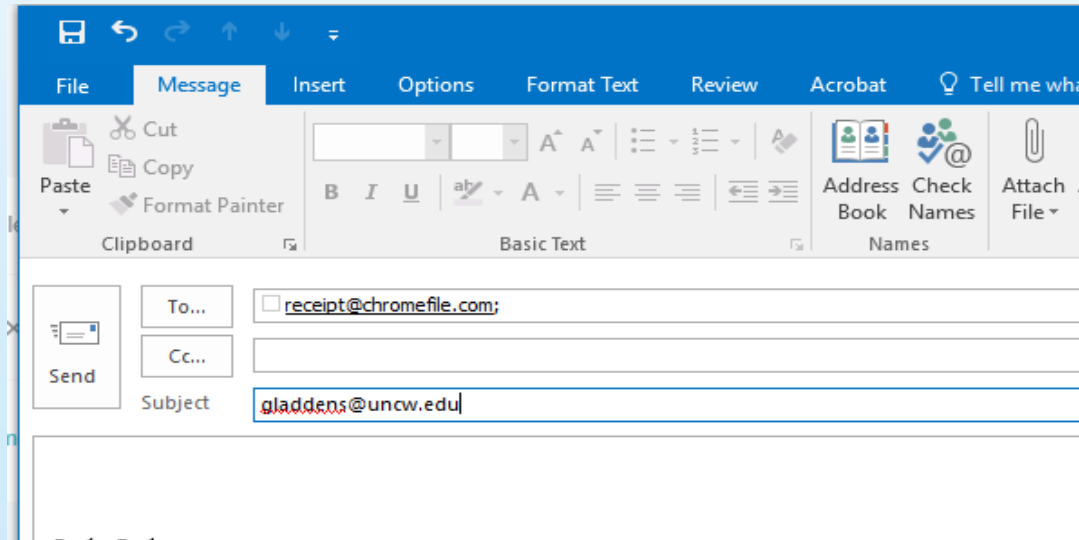 File Message Insert Options Format Text Review Acrobat Tell me wha
Cut
Copy
Paste
Format Painter
B I U A
Address Book
Check Names
Attach File
Clipboard Basic Text Names
To... receipt@chromefile.com;
Cc...
Send
Subject gladdens@uncw.edu